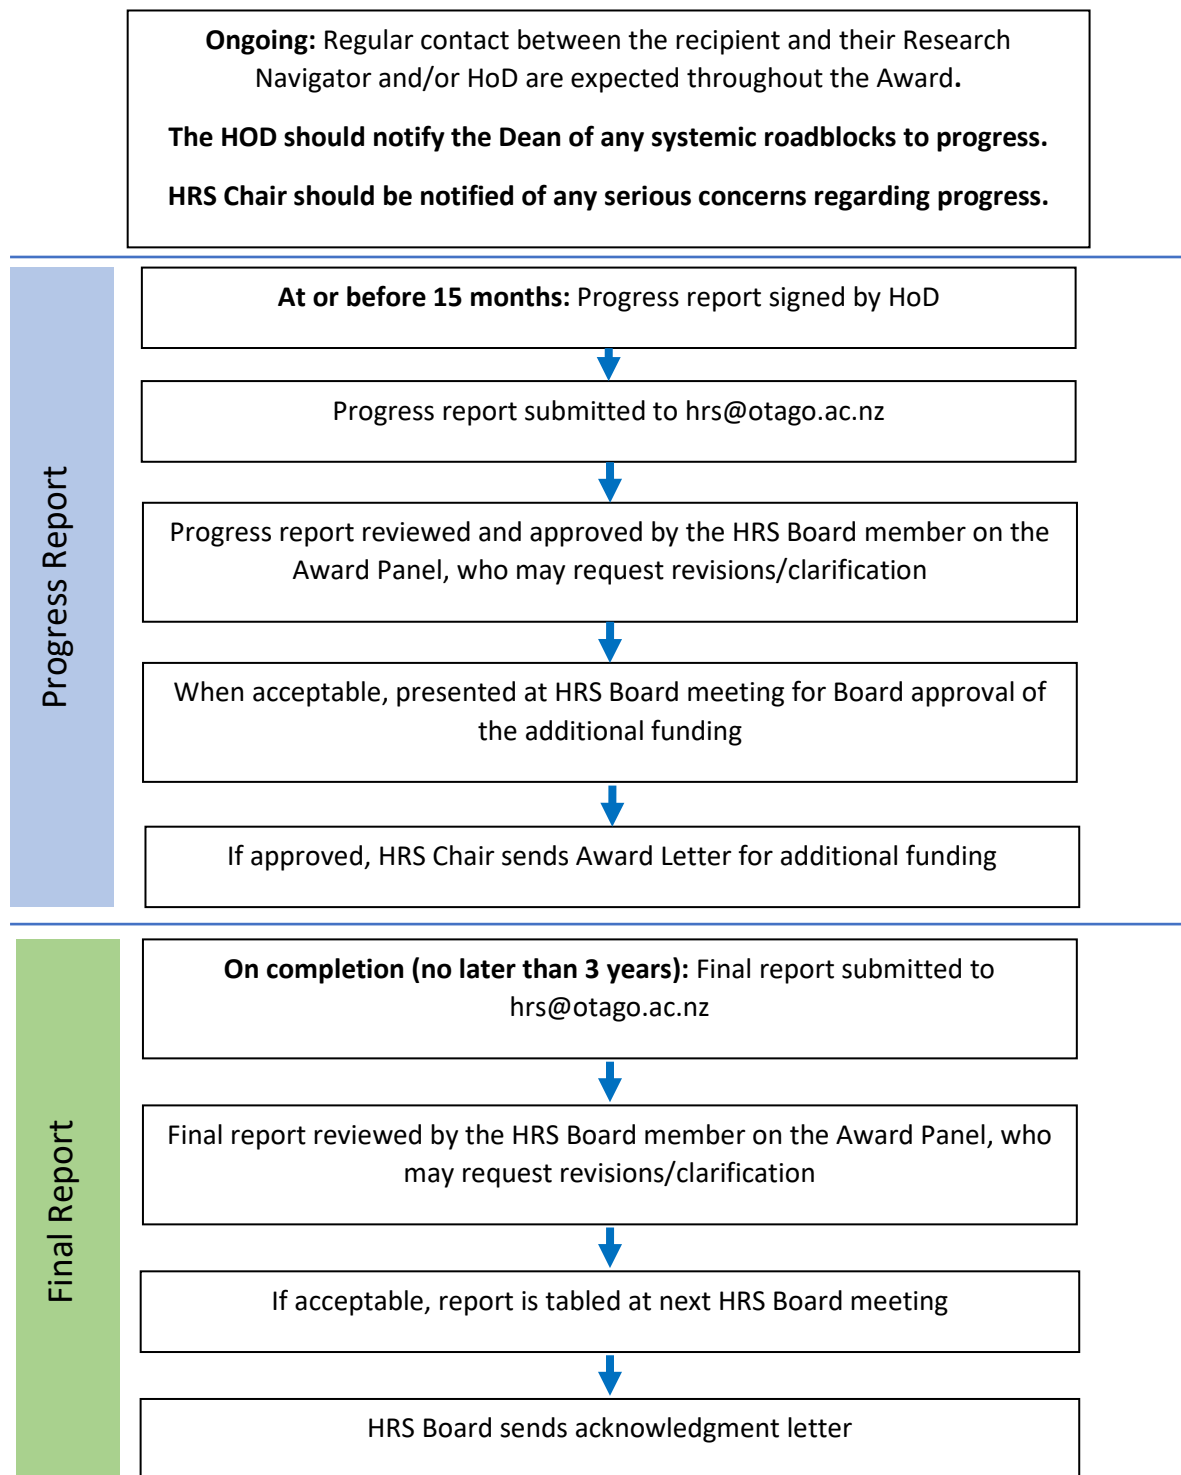 Ongoing: Regular contact between the recipient and their Research
Navigator and/or HoD are expected throughout the Award.
The HOD should notify the Dean of any systemic roadblocks to progress.
HRS Chair should be notified of any serious concerns regarding progress.
Progress Report
At or before 15 months: Progress report signed by HoD
Progress report submitted to hrs@otago.ac.nz
Progress report reviewed and approved by the HRS Board member on the
Award Panel, who may request revisions/clarification
When acceptable, presented at HRS Board meeting for Board approval of
the additional funding
If approved, HRS Chair sends Award Letter for additional funding
Final Report
On completion (no later than 3 years): Final report submitted to
hrs@otago.ac.nz
Final report reviewed by the HRS Board member on the Award Panel, who
may request revisions/clarification
If acceptable, report is tabled at next HRS Board meeting
HRS Board sends acknowledgment letter